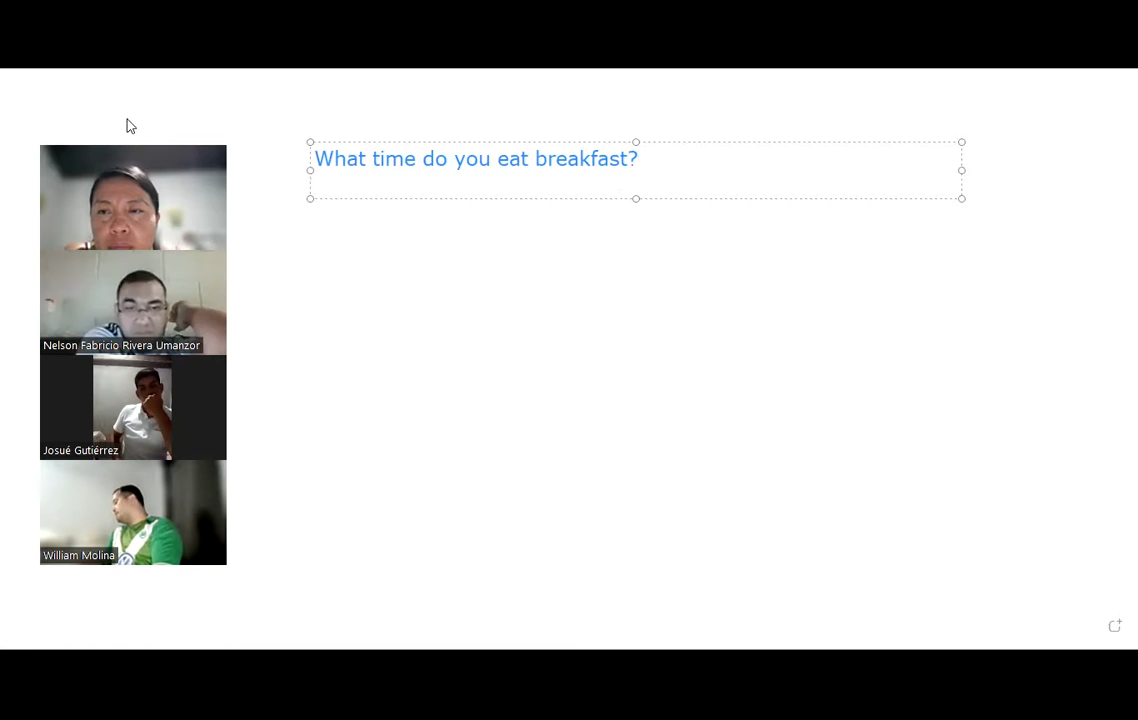 What time do you eat breakfast?
Nelson Fabricio Rivera Umanzor
Josué Gutiérrez
William Molina